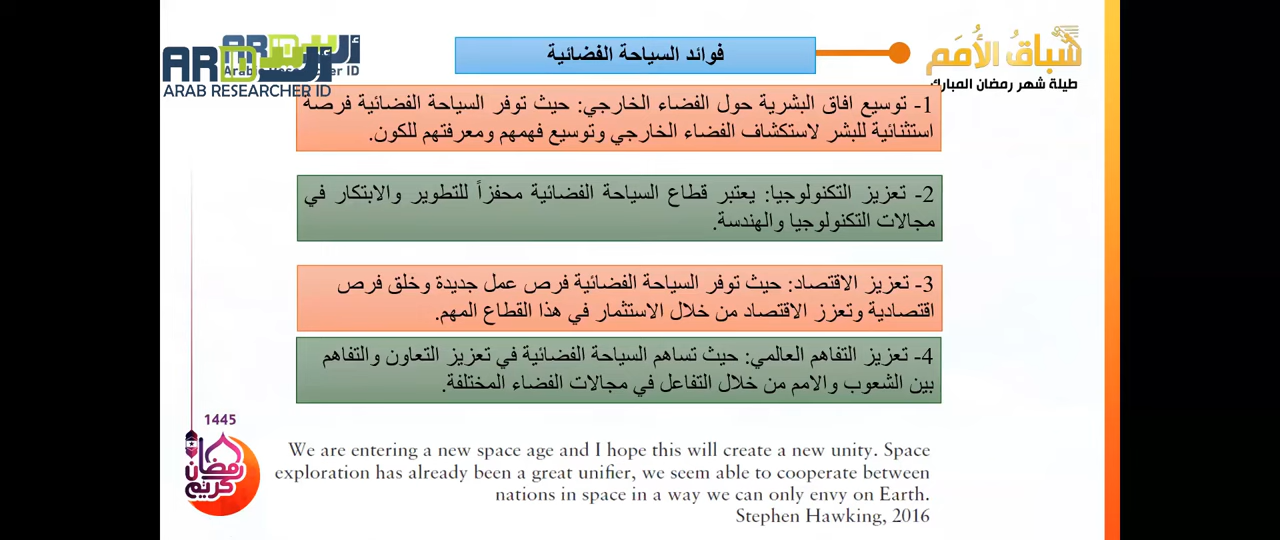 فوائد السياحة الفضائية
سباق الأمم
طيلة شهر رمضان المبارك
ARAB RESEARCHER ID
1- توسيع افاق البشرية حول الفضاء الخارجي: حيث توفر السياحة الفضائية فرصة
استثنائية للبشر لاستكشاف الفضاء الخارجي وتوسيع فهمهم ومعرفتهم للكون.
2- تعزيز التكنولوجيا: يعتبر قطاع السياحة الفضائية محفزاً للتطوير والابتكار في
مجالات التكنولوجيا والهندسة.
3- تعزيز الاقتصاد: حيث توفر السياحة الفضائية فرص عمل جديدة وخلق فرص
اقتصادية وتعزز الاقتصاد من خلال الاستثمار في هذا القطاع المهم.
4- تعزيز التفاهم العالمي: حيث تساهم السياحة الفضائية في تعزيز التعاون والتفاهم
بين الشعوب والامم من خلال التفاعل في مجالات الفضاء المختلفة.
1445
رمضان
كريم
We are entering a new space age and I hope this will create a new unity. Space
exploration has already been a great unifier, we seem able to cooperate between
nations in space in a way we can only envy on Earth.
Stephen Hawking, 2016